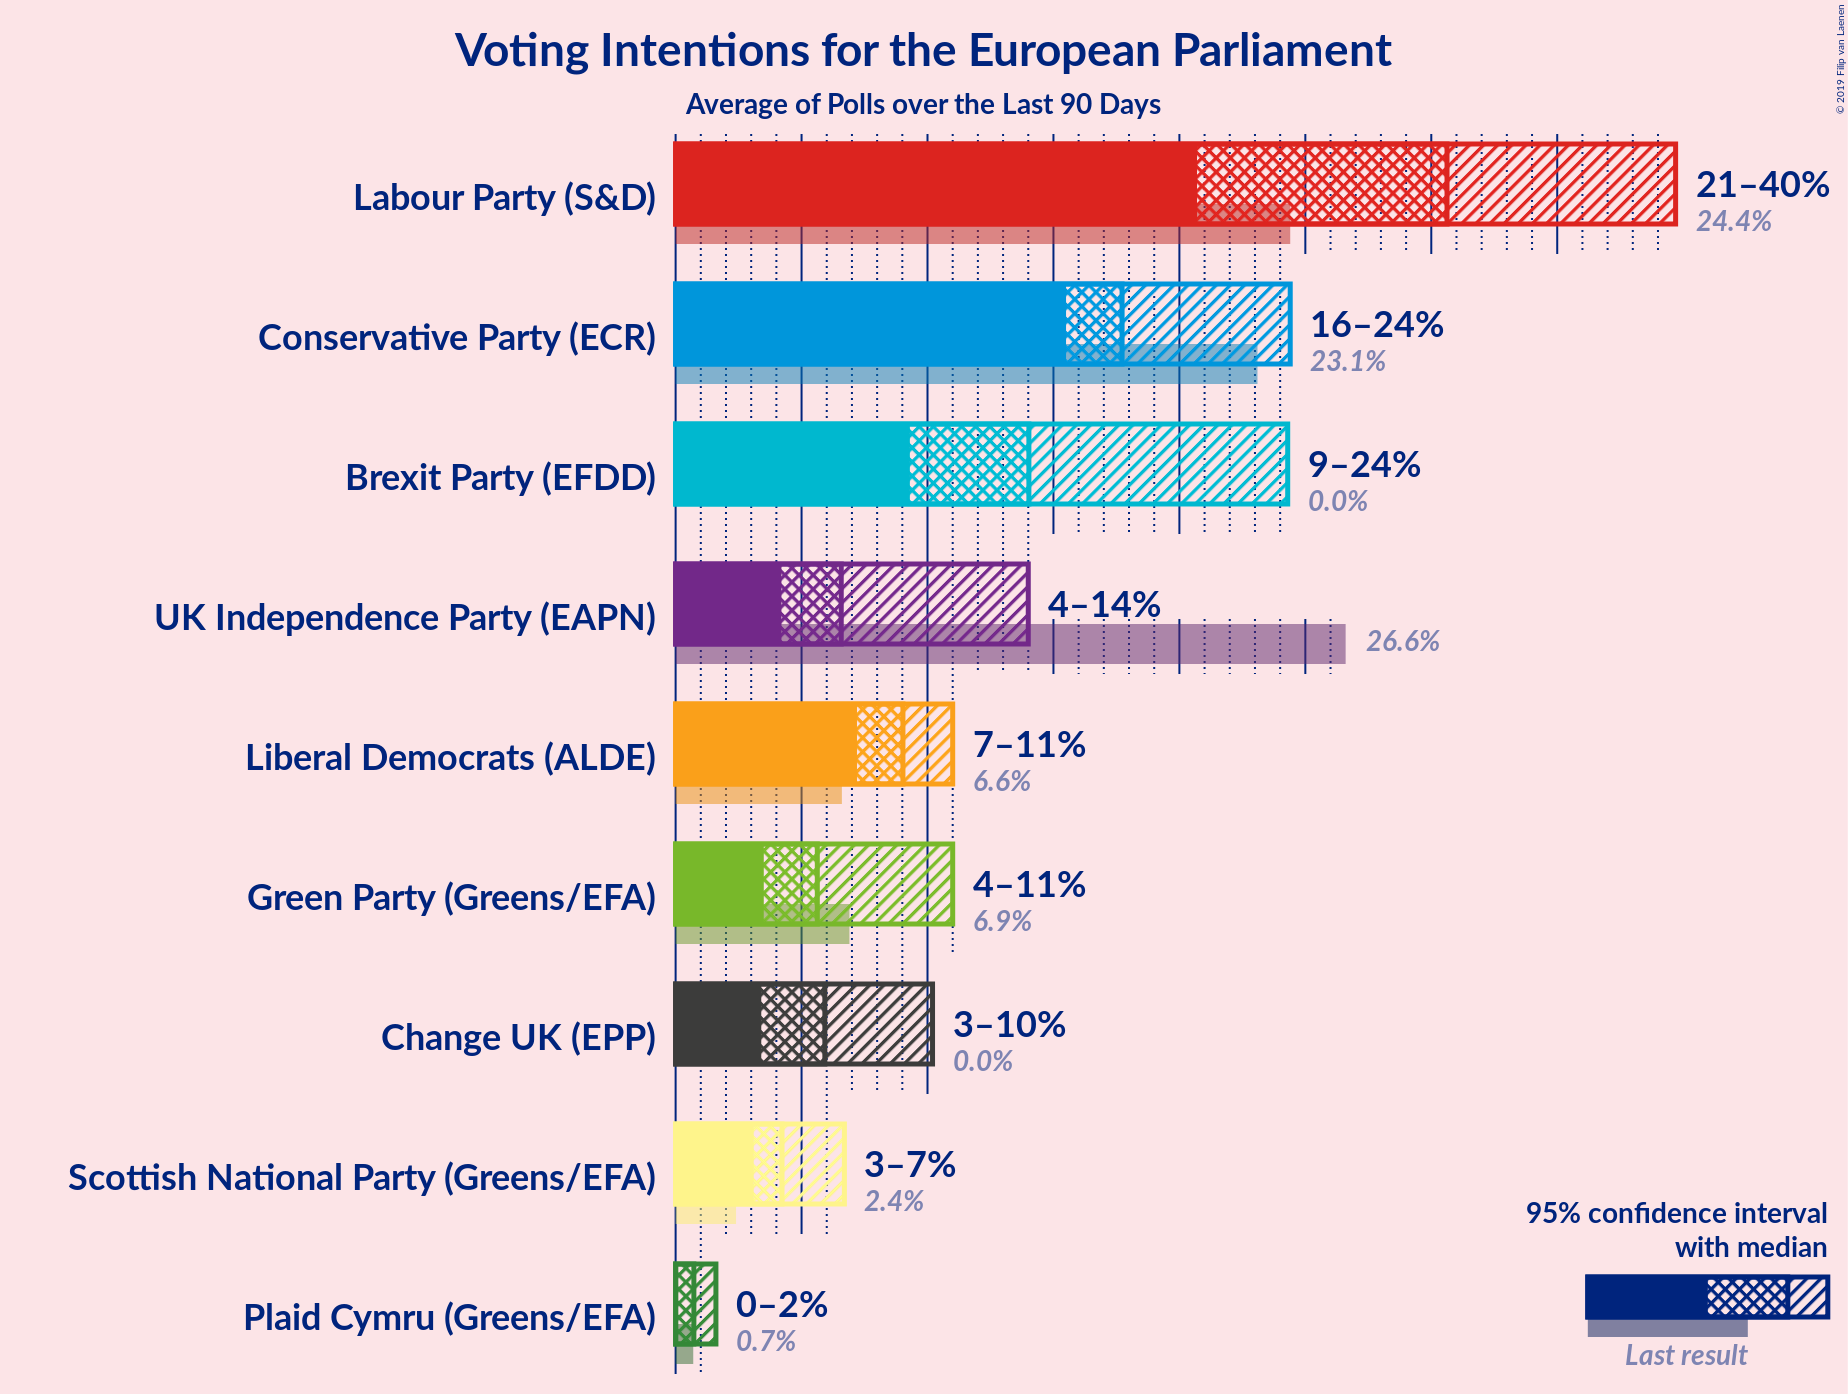 Voting Intentions for the European Parliament
Average of Polls over the Last 90 Days
© 2019 Filip van Laenen
Labour Party (S&D)
21–40%
24.4%
Conservative Party (ECR)
16–24%
23.1%
Brexit Party (EFDD)
9–24%
0.0%
UK Independence Party (EAPN)
4–14%
26.6%
Liberal Democrats (ALDE)
7–11%
6.6%
Green Party (Greens/EFA)
4–11%
6.9%
Change UK (EPP)
3–10%
0.0%
Scottish National Party (Greens/EFA)
3–7%
2.4%
Plaid Cymru (Greens/EFA)
0–2%
0.7%
95% confidence interval
with median
Last result